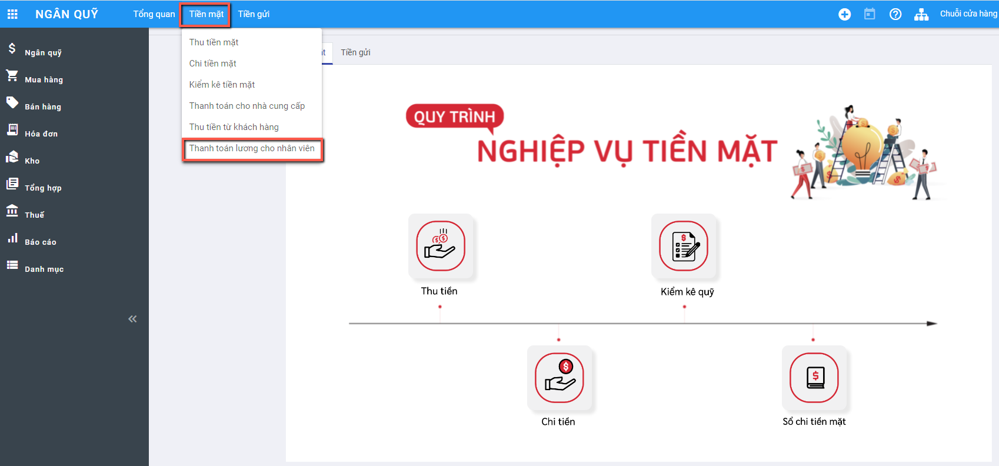 NGÂN QUỸ
Tổng quan
Tiền mặt
Tiền gửi
Chuỗi cửa hàng
Ngân quỹ
Mua hàng
Bán hàng
Hóa đơn
Kho
Tổng hợp
Thuế
Báo cáo
Danh mục
Thu tiền mặt
Chi tiền mặt
Kiểm kê tiền mặt
Thanh toán cho nhà cung cấp
Thu tiền từ khách hàng
Thanh toán lương cho nhân viên
Tiền gửi
QUY TRÌNH
NGHIỆP VỤ TIỀN MẶT
Thu tiền
Kiểm kê quỹ
Chi tiền
Sổ chi tiền mặt